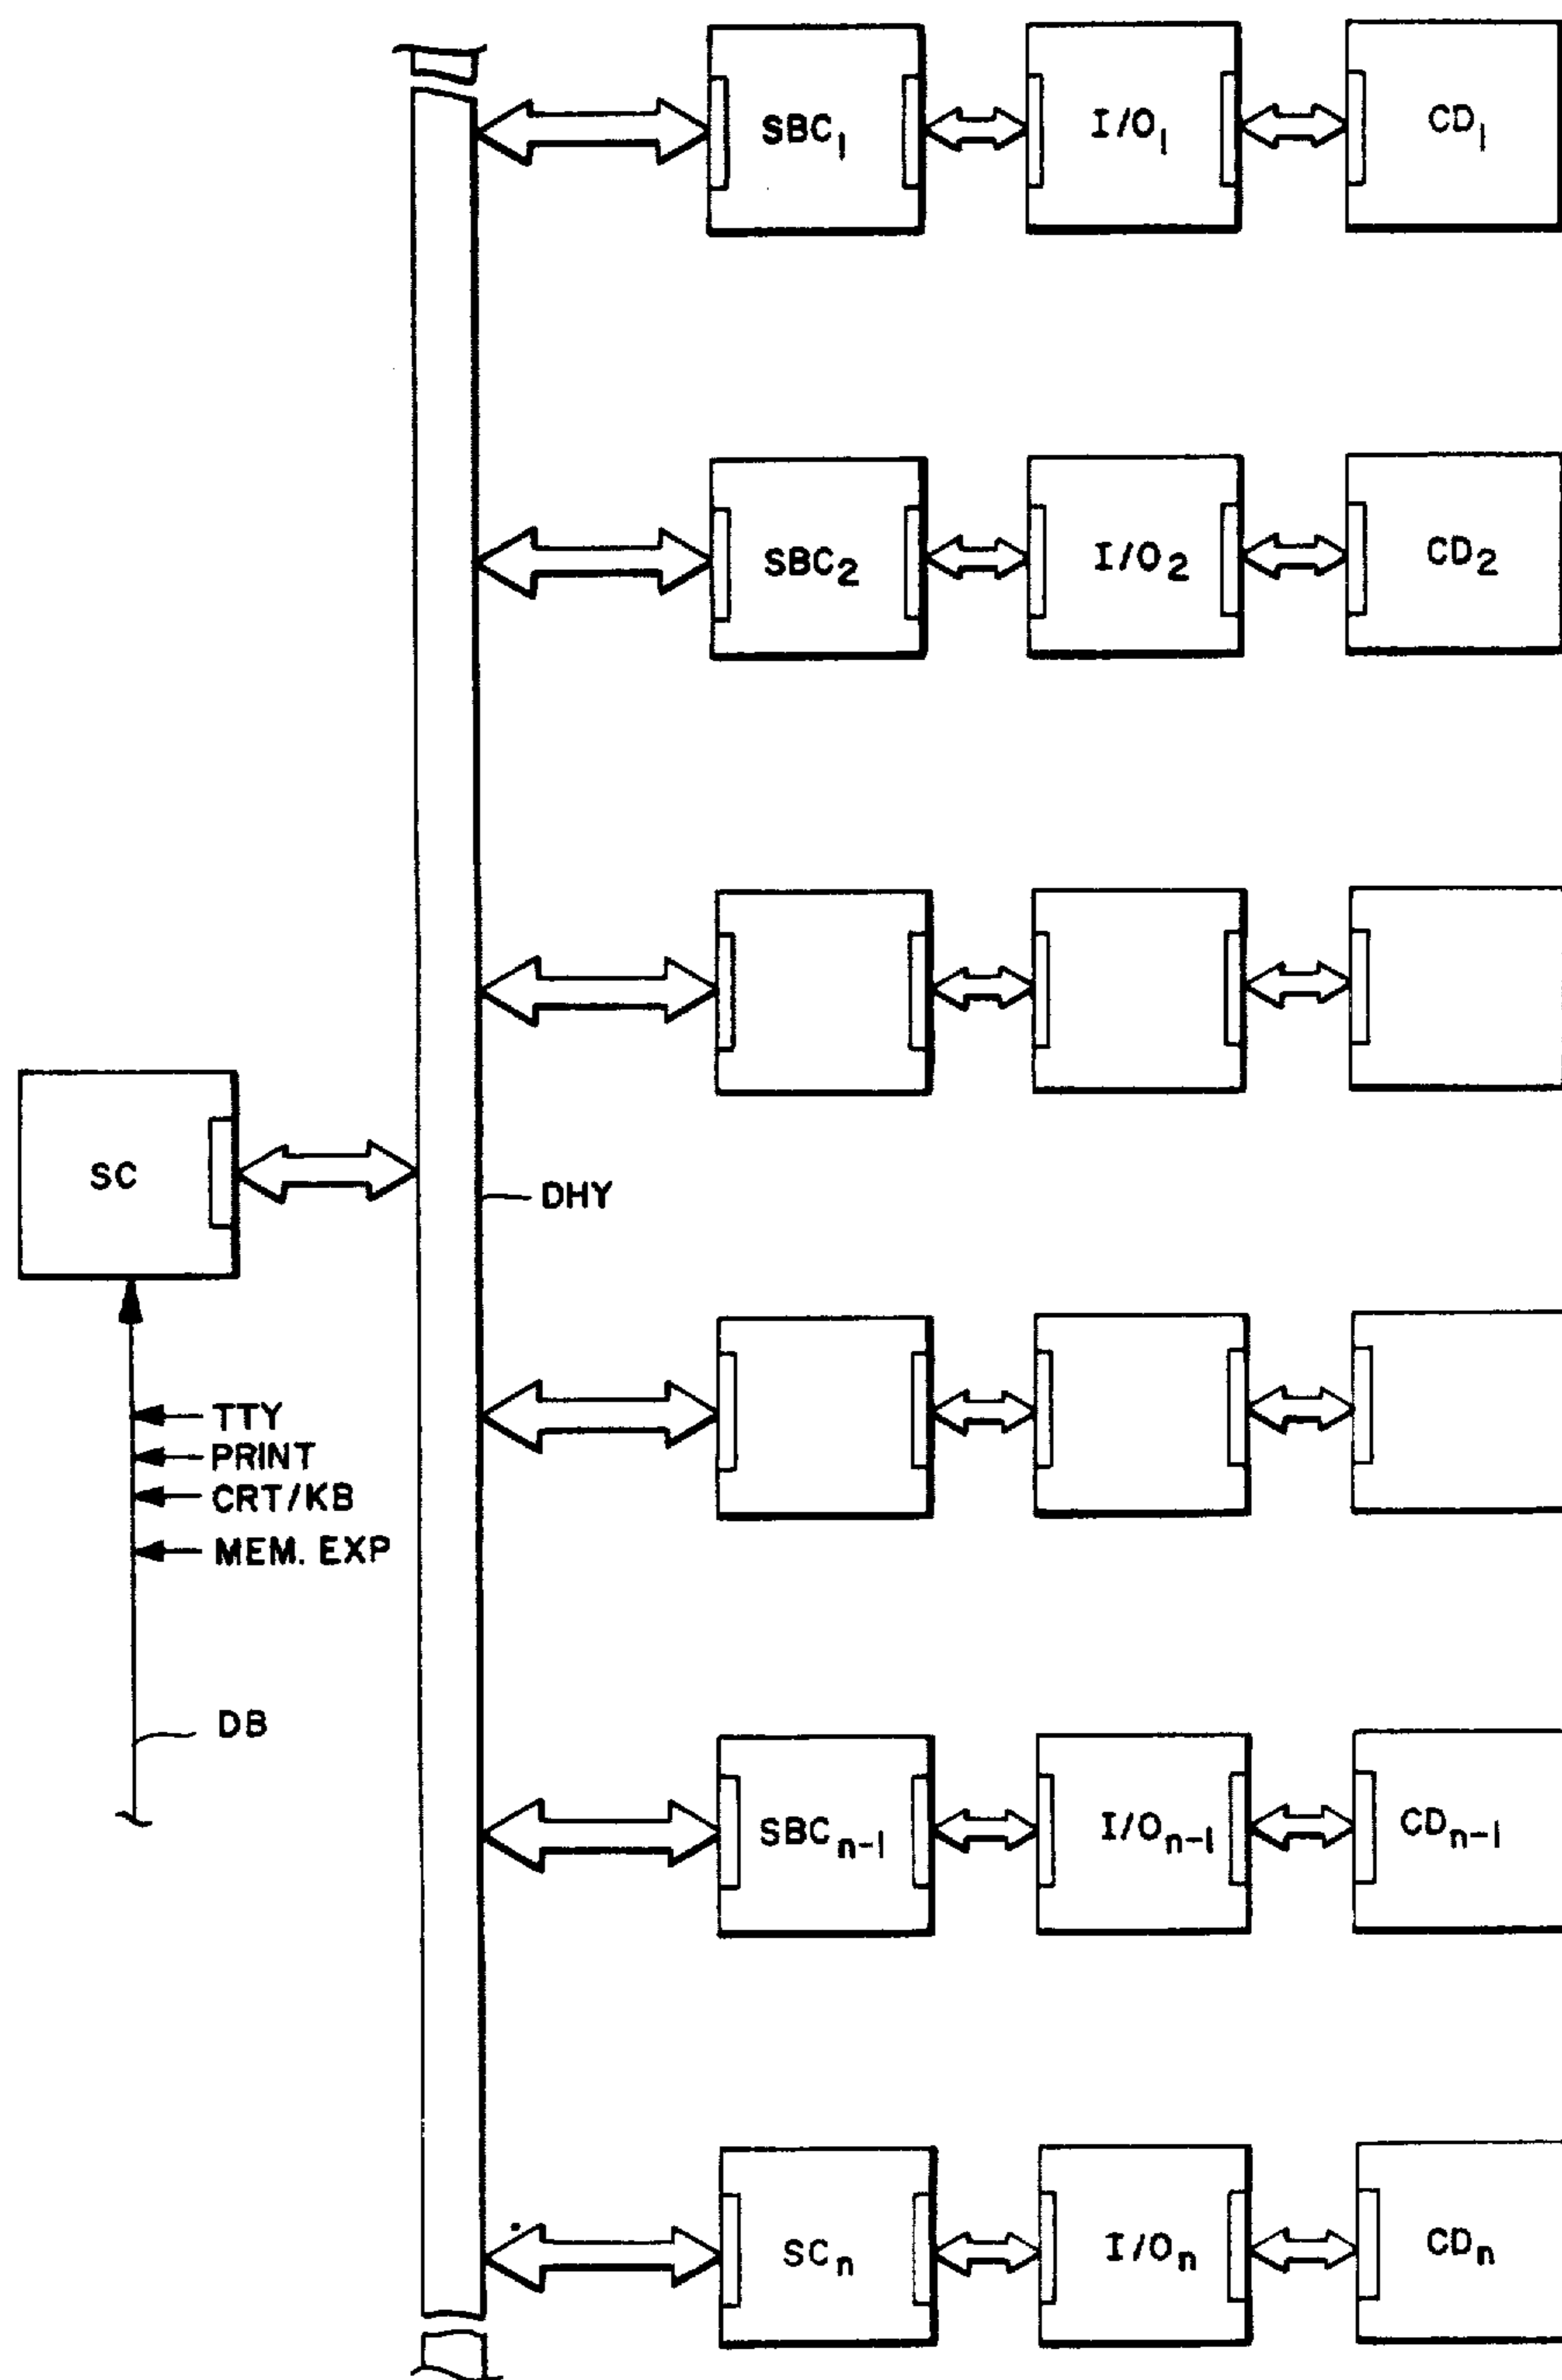 SBC₁ I/O₁ CD₁
SBC₂ I/O₂ CD₂
SC
DHY
TTY
PRINT
CRT/KB
MEM. EXP
DB
SBCₙ₋₁ I/Oₙ₋₁ CDₙ₋₁
SCₙ I/Oₙ CDₙ